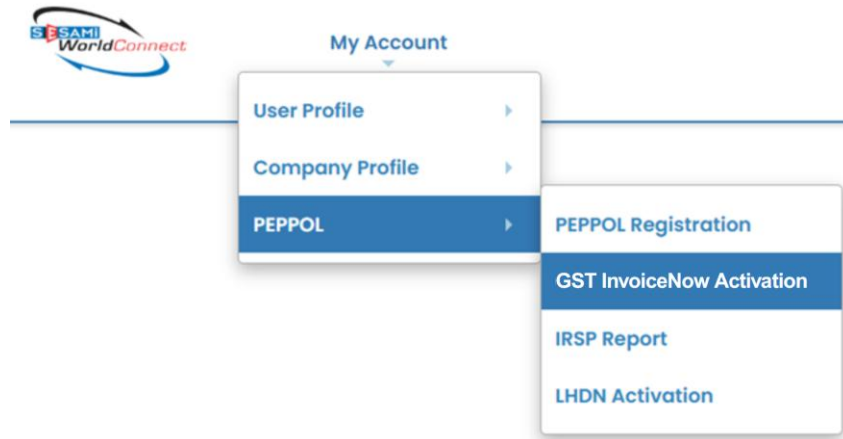 SESAMI
WorldConnect
My Account
User Profile
Company Profile
PEPPOL
PEPPOL Registration
GST InvoiceNow Activation
IRSP Report
LHDN Activation